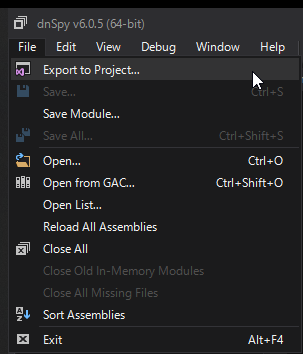 dnSpy v6.0.5 (64-bit)
File Edit View Debug Window Help
Export to Project...
Save... Ctrl+S
Save Module...
Save All... Ctrl+Shift+S
Open... Ctrl+O
Open from GAC... Ctrl+Shift+O
Open List...
Reload All Assemblies
Close All
Close Old In-Memory Modules
Close All Missing Files
Sort Assemblies
Exit Alt+F4